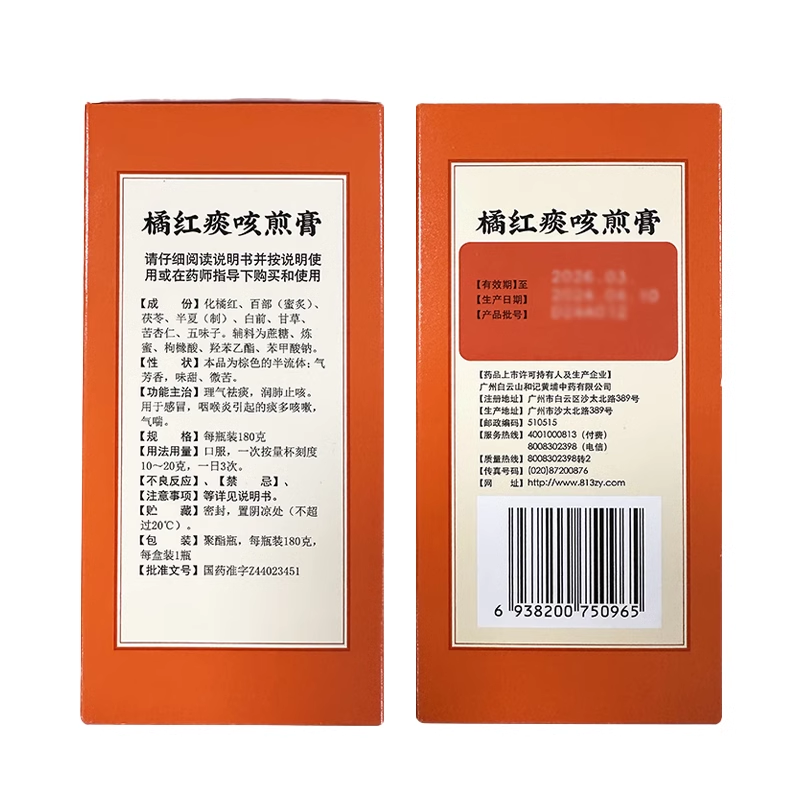 橘红痰咳煎膏
请仔细阅读说明书并按说明使
用或在药师指导下购买和使用
【成　份】化橘红、百部（蜜炙）、
茯苓、半夏（制）、白前、甘草、
苦杏仁、五味子。辅料为蔗糖、炼
蜜、枸橼酸、羟苯乙酯、苯甲酸钠。
【性　状】本品为棕色的半流体；气
芳香，味甜、微苦。
【功能主治】理气祛痰，润肺止咳。
用于感冒，咽喉炎引起的痰多咳嗽，
气喘。
【规　格】每瓶装180克
【用法用量】口服，一次按量杯刻度
10～20克，一日3次。
【不良反应】、【禁　忌】、
【注意事项】等详见说明书。
【贮　藏】密封，置阴凉处（不超
过20℃）。
【包　装】聚酯瓶，每瓶装180克，
每盒装1瓶
【批准文号】国药准字Z44023451
橘红痰咳煎膏
【有效期】至 2026.03
【生产日期】
【产品批号】
【药品上市许可持有人及生产企业】
广州白云山和记黄埔中药有限公司
【注册地址】广州市白云区沙太北路389号
【生产地址】广州市沙太北路389号
【邮政编码】510515
【服务热线】4001000813（付费）
8008302398（电信）
【质量热线】8008302398转2
【传真号码】(020)87200876
【网　址】http://www.813zy.com
6 938200 750965